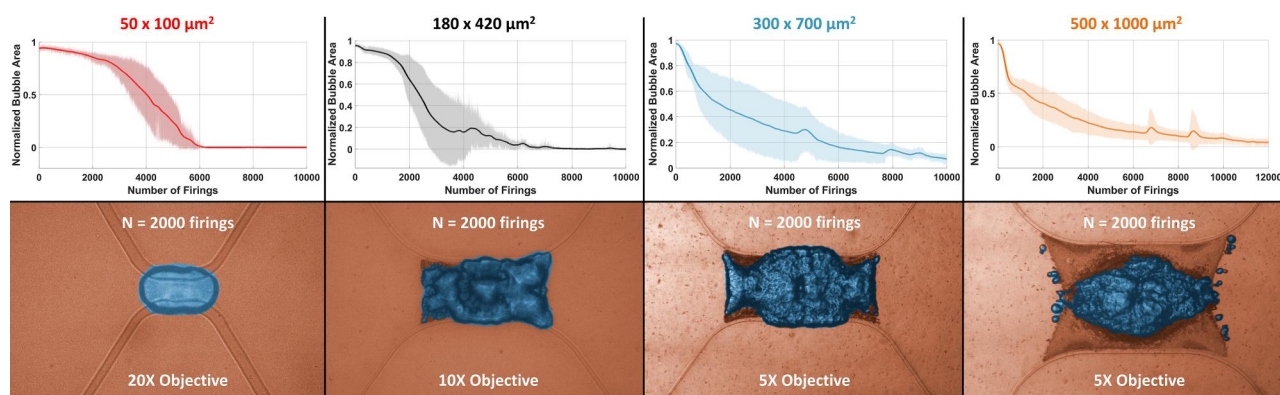 50 x 100 µm²
180 x 420 µm²
300 x 700 µm²
500 x 1000 µm²
Normalized Bubble Area
1
0.5
0
0 2000 4000 6000 8000 10000
Number of Firings
Normalized Bubble Area
1
0.8
0.6
0.4
0.2
0
0 2000 4000 6000 8000 10000
Number of Firings
Normalized Bubble Area
1
0.8
0.6
0.4
0.2
0
0 2000 4000 6000 8000 10000
Number of Firings
Normalized Bubble Area
1
0.5
0
0 2000 4000 6000 8000 10000 12000
Number of Firings
N = 2000 firings
20X Objective
N = 2000 firings
10X Objective
N = 2000 firings
5X Objective
N = 2000 firings
5X Objective